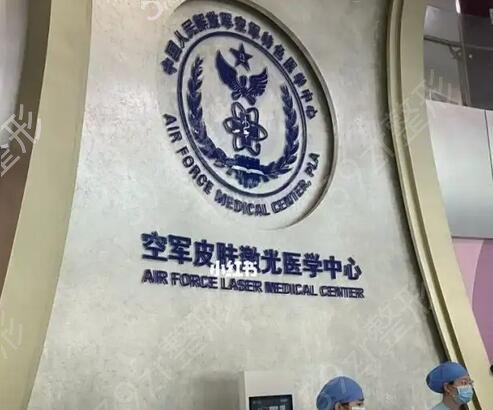 中国人民解放军空军特色医学中心
AIR FORCE MEDICAL CENTER, PLA
空军皮肤激光医学中心
小红书
AIR FORCE LASER MEDICAL CENTER